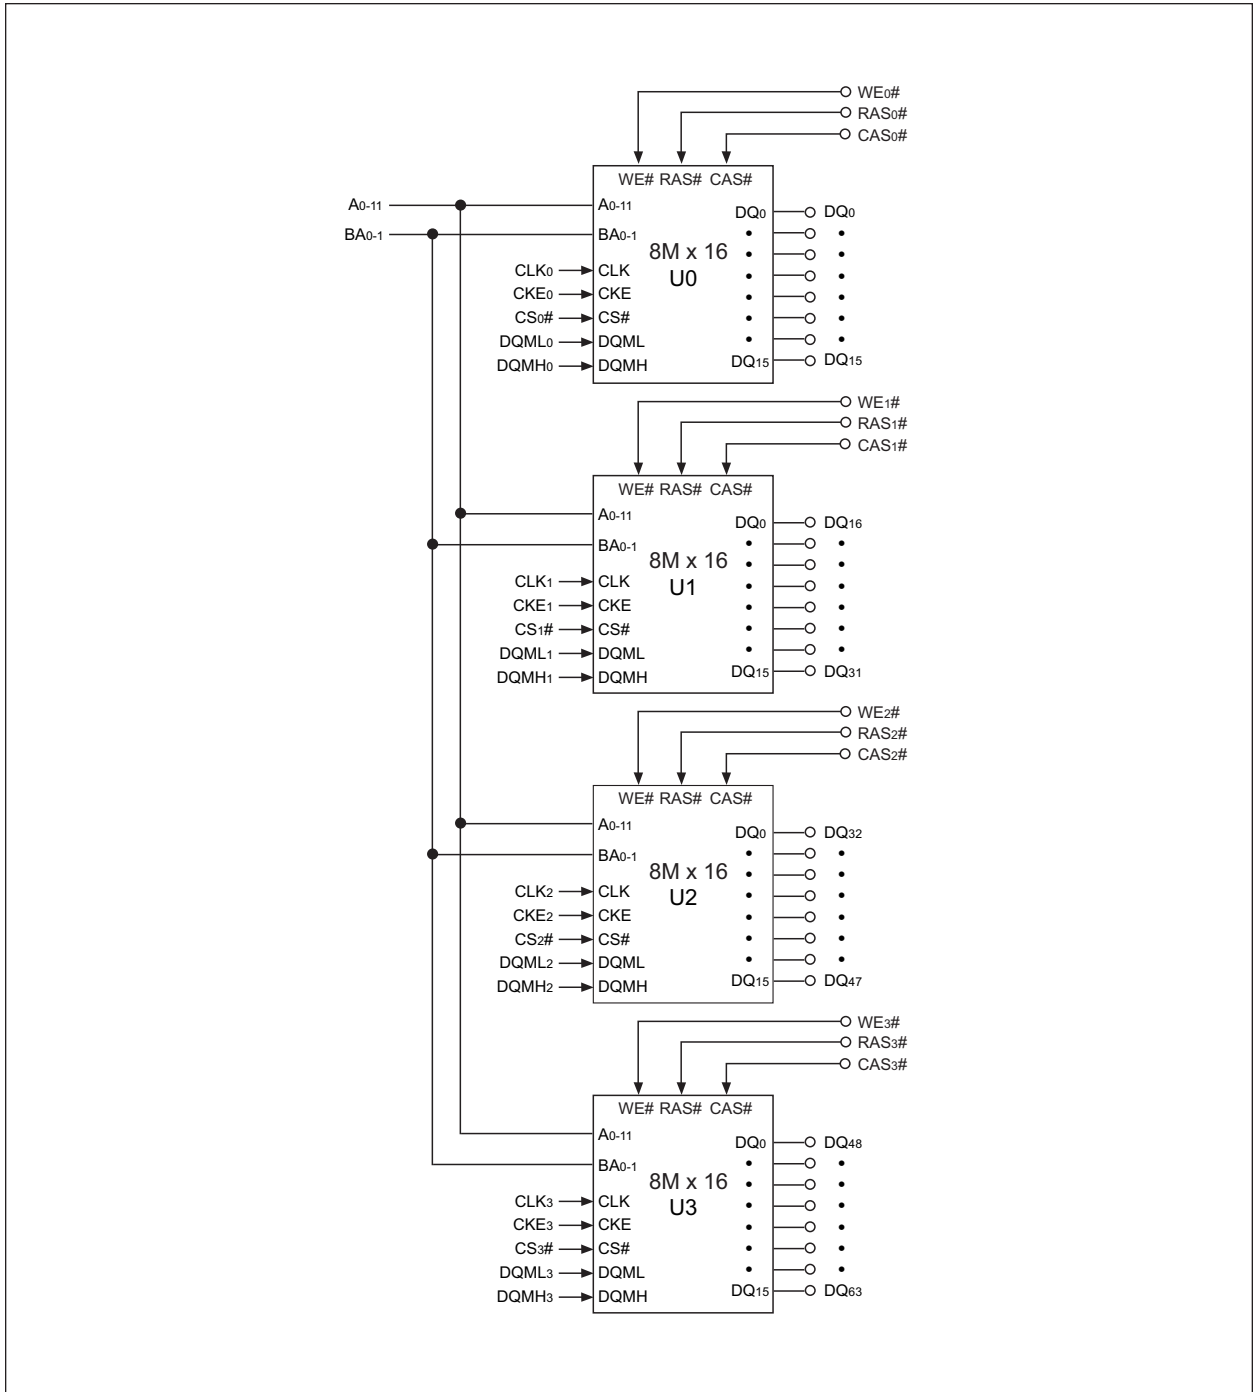 WE0#
RAS0#
CAS0#
WE# RAS# CAS#
A0-11 A0-11
DQ0 DQ0
BA0-1 BA0-1
8M x 16
CLK0 CLK
U0
CKE0 CKE
CS0# CS#
DQML0 DQML
DQMH0 DQMH
DQ15 DQ15
WE1#
RAS1#
CAS1#
WE# RAS# CAS#
A0-11
DQ0 DQ16
BA0-1
8M x 16
CLK1 CLK
U1
CKE1 CKE
CS1# CS#
DQML1 DQML
DQMH1 DQMH
DQ15 DQ31
WE2#
RAS2#
CAS2#
WE# RAS# CAS#
A0-11
DQ0 DQ32
BA0-1
8M x 16
CLK2 CLK
U2
CKE2 CKE
CS2# CS#
DQML2 DQML
DQMH2 DQMH
DQ15 DQ47
WE3#
RAS3#
CAS3#
WE# RAS# CAS#
A0-11
DQ0 DQ48
BA0-1
8M x 16
CLK3 CLK
U3
CKE3 CKE
CS3# CS#
DQML3 DQML
DQMH3 DQMH
DQ15 DQ63